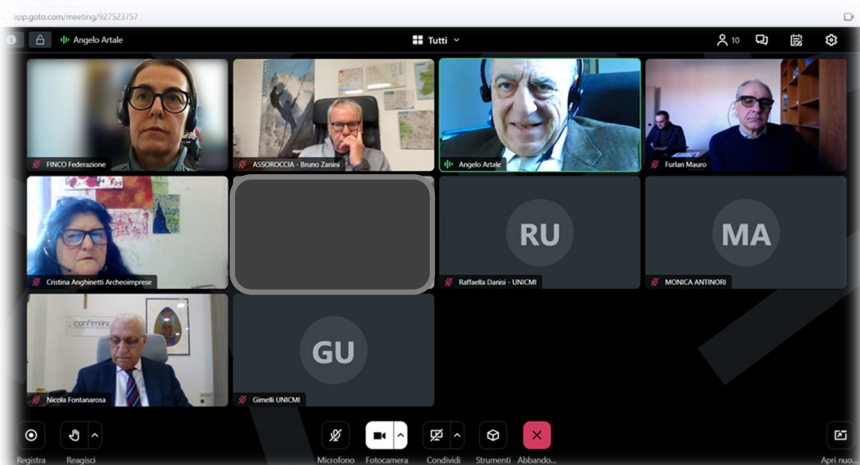 app.goto.com/meeting/927523757
Angelo Artale
Tutti
10
FINCO Federazione
ASSOROCCIA - Bruno Zanini
Angelo Artale
Furlan Mauro
Cristina Anghinetti Archeoimprese
RU
Raffaella Danisi - UNICMI
MA
MONICA ANTINORI
confimi
Nicola Fontanarosa
GU
Gimelli UNICMI
Registra
Reagisci
Microfono
Fotocamera
Condividi
Strumenti
Abbando...
Apri nuo...